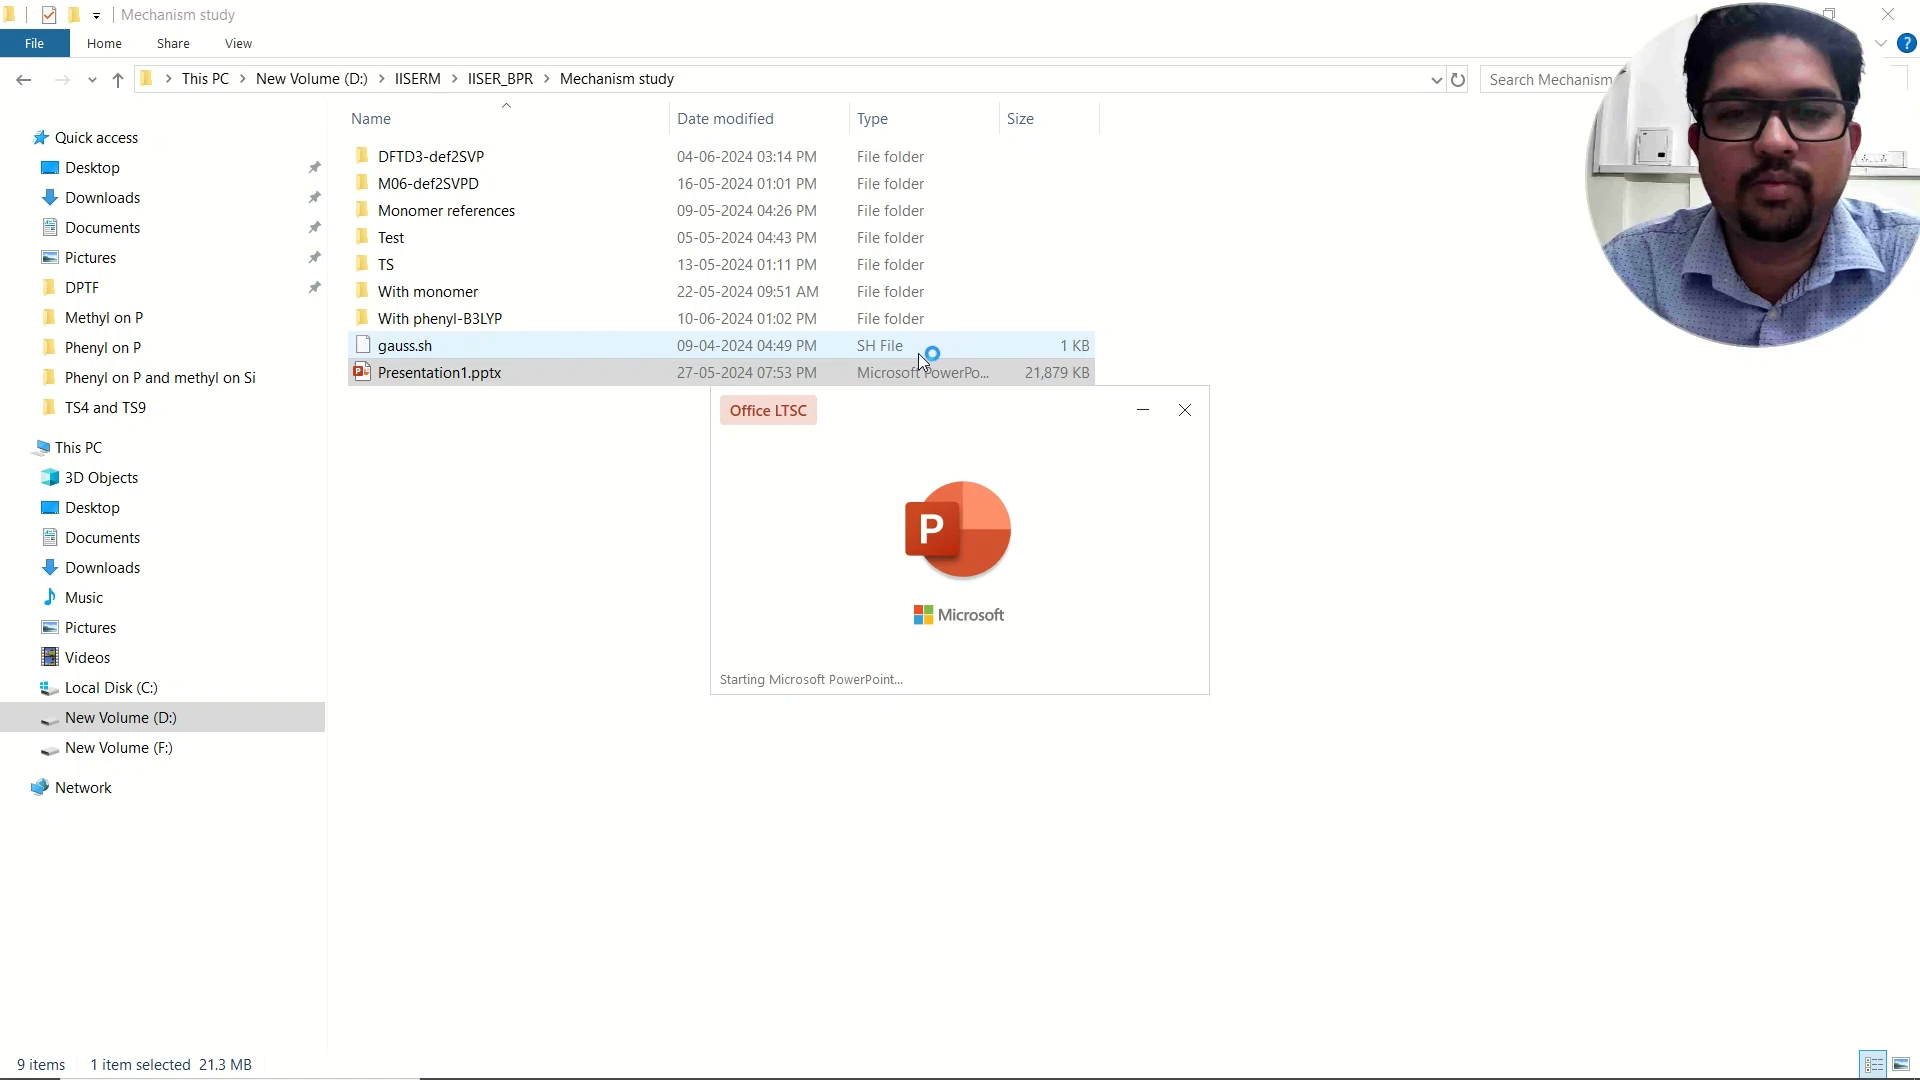 Mechanism study
File Home Share View
This PC New Volume (D:) IISERM IISER_BPR Mechanism study
Search Mechanism
Name Date modified Type Size
Quick access
Desktop
Downloads
Documents
Pictures
DPTF
Methyl on P
Phenyl on P
Phenyl on P and methyl on Si
TS4 and TS9
This PC
3D Objects
Desktop
Documents
Downloads
Music
Pictures
Videos
Local Disk (C:)
New Volume (D:)
New Volume (F:)
Network
DFTD3-def2SVP 04-06-2024 03:14 PM File folder
M06-def2SVPD 16-05-2024 01:01 PM File folder
Monomer references 09-05-2024 04:26 PM File folder
Test 05-05-2024 04:43 PM File folder
TS 13-05-2024 01:11 PM File folder
With monomer 22-05-2024 09:51 AM File folder
With phenyl-B3LYP 10-06-2024 01:02 PM File folder
gauss.sh 09-04-2024 04:49 PM SH File 1 KB
Presentation1.pptx 27-05-2024 07:53 PM Microsoft PowerPo... 21,879 KB
Office LTSC
P
Microsoft
Starting Microsoft PowerPoint...
9 items 1 item selected 21.3 MB